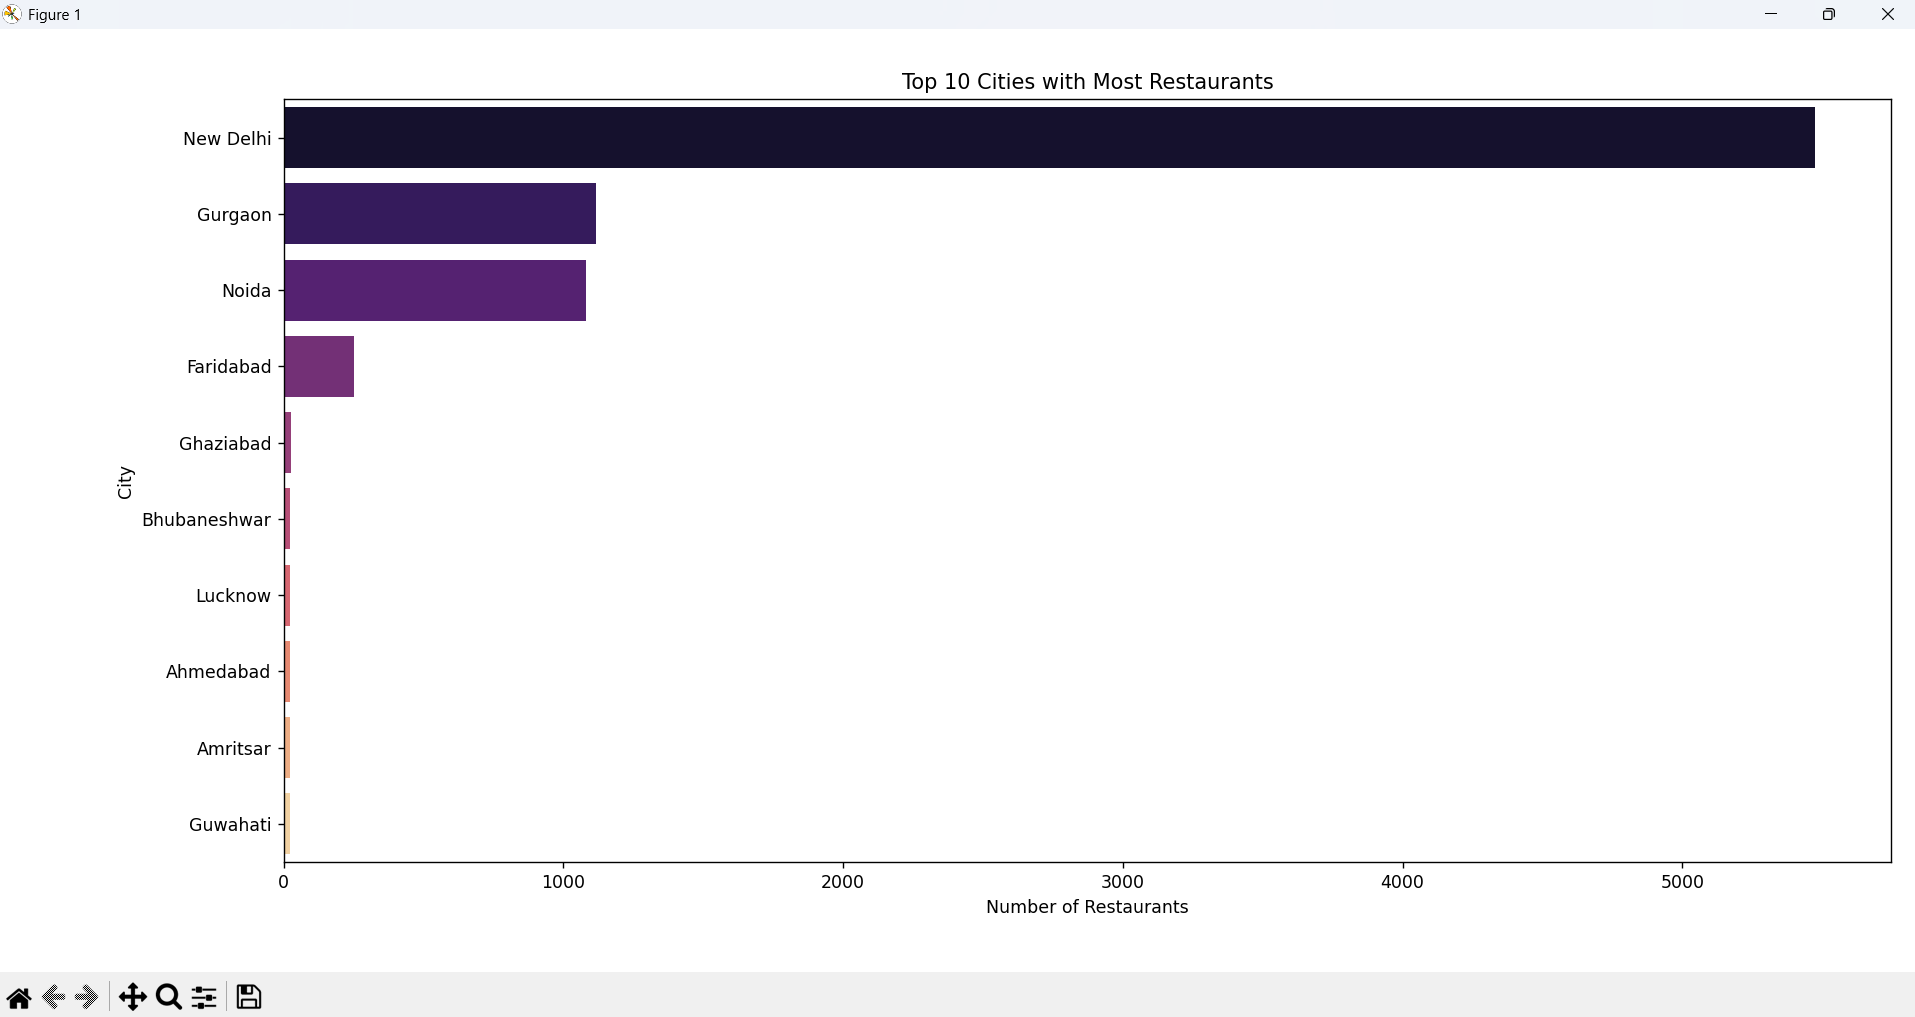 Figure 1
Top 10 Cities with Most Restaurants
New Delhi
Gurgaon
Noida
Faridabad
Ghaziabad
City
Bhubaneshwar
Lucknow
Ahmedabad
Amritsar
Guwahati
0 1000 2000 3000 4000 5000
Number of Restaurants